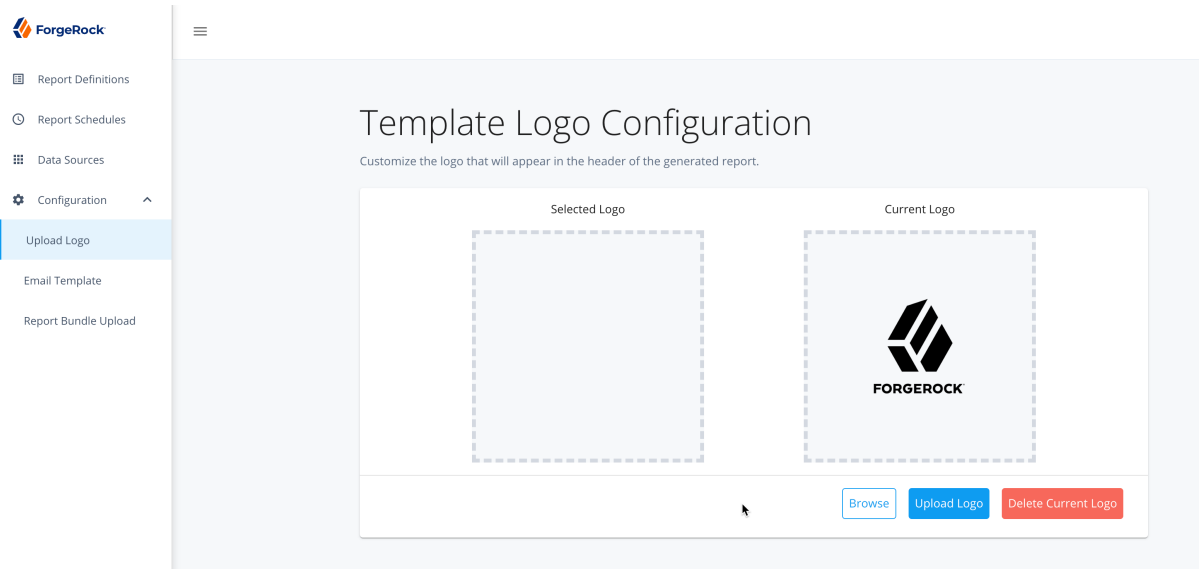 ForgeRock
Report Definitions
Report Schedules
Data Sources
Configuration
Upload Logo
Email Template
Report Bundle Upload
Template Logo Configuration
Customize the logo that will appear in the header of the generated report.
Selected Logo
Current Logo
FORGEROCK
Browse
Upload Logo
Delete Current Logo